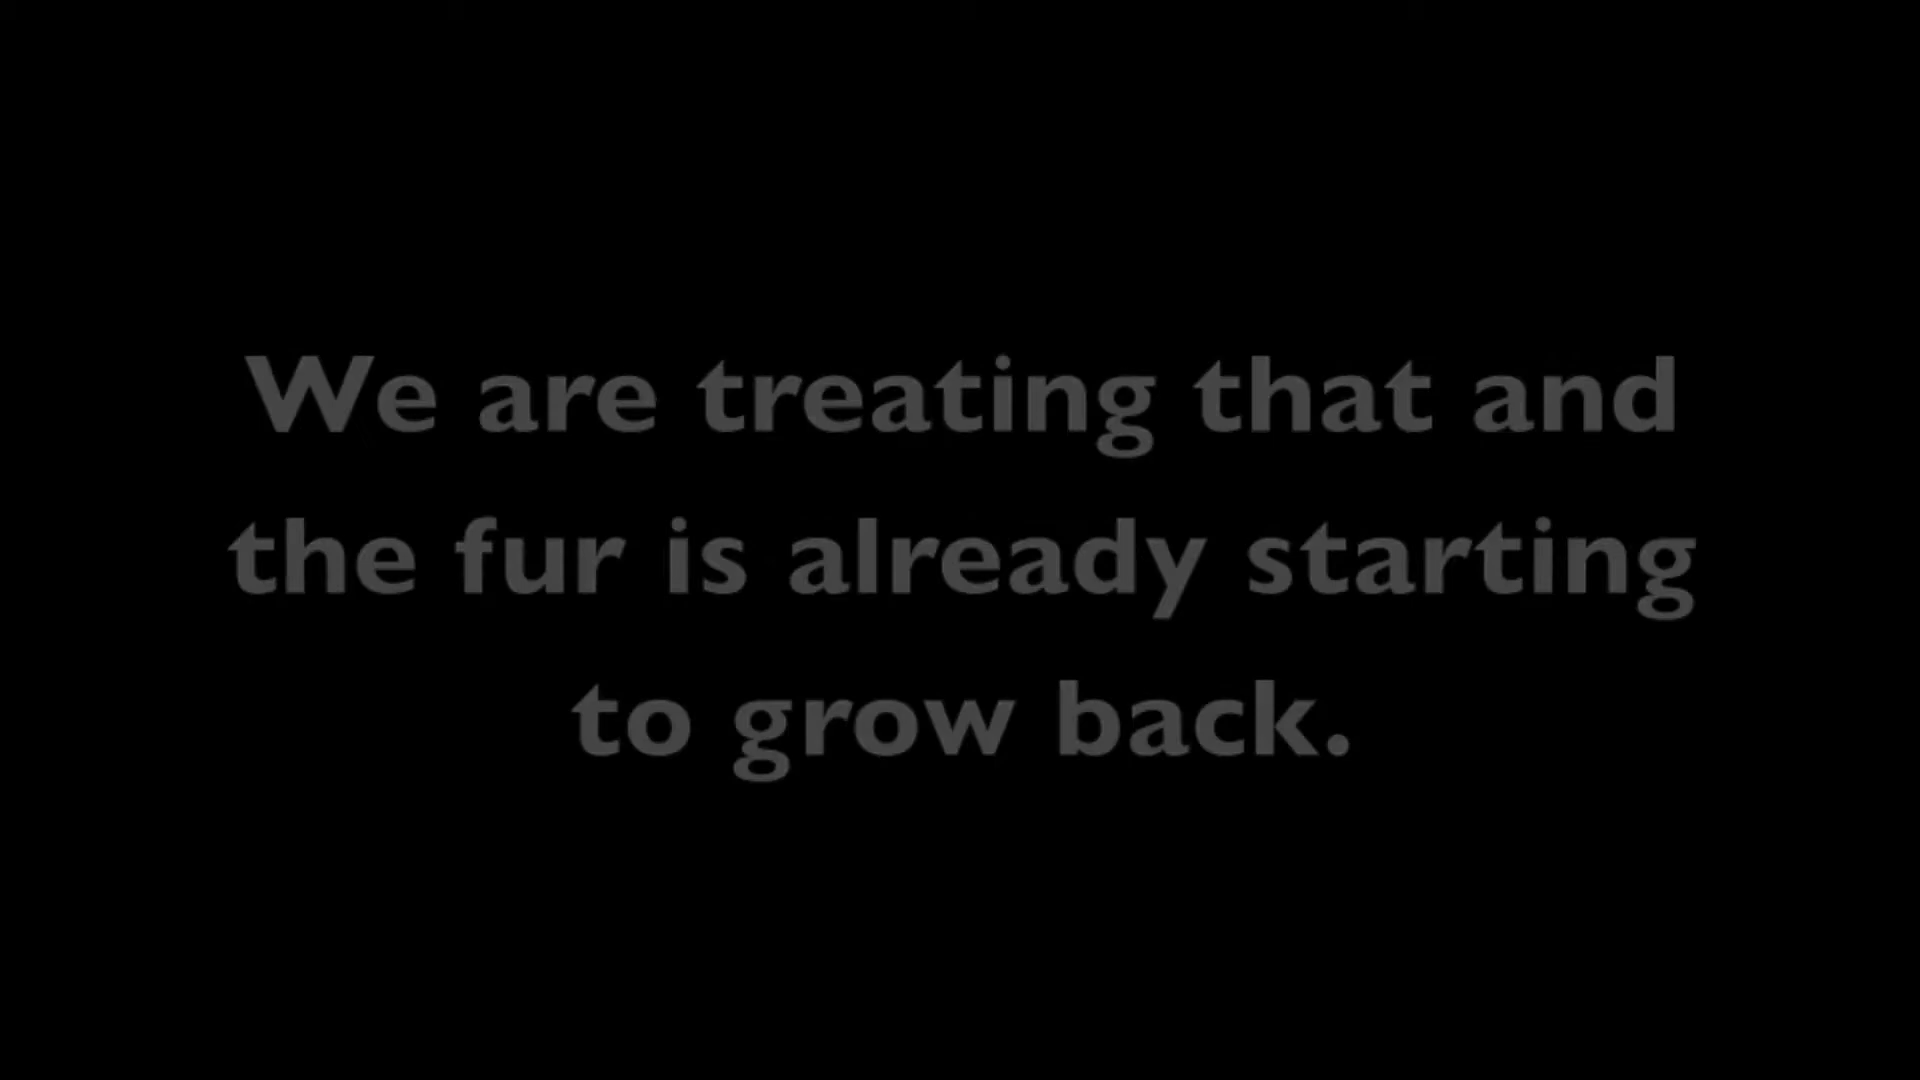 We are treating that and
the fur is already starting
to grow back.